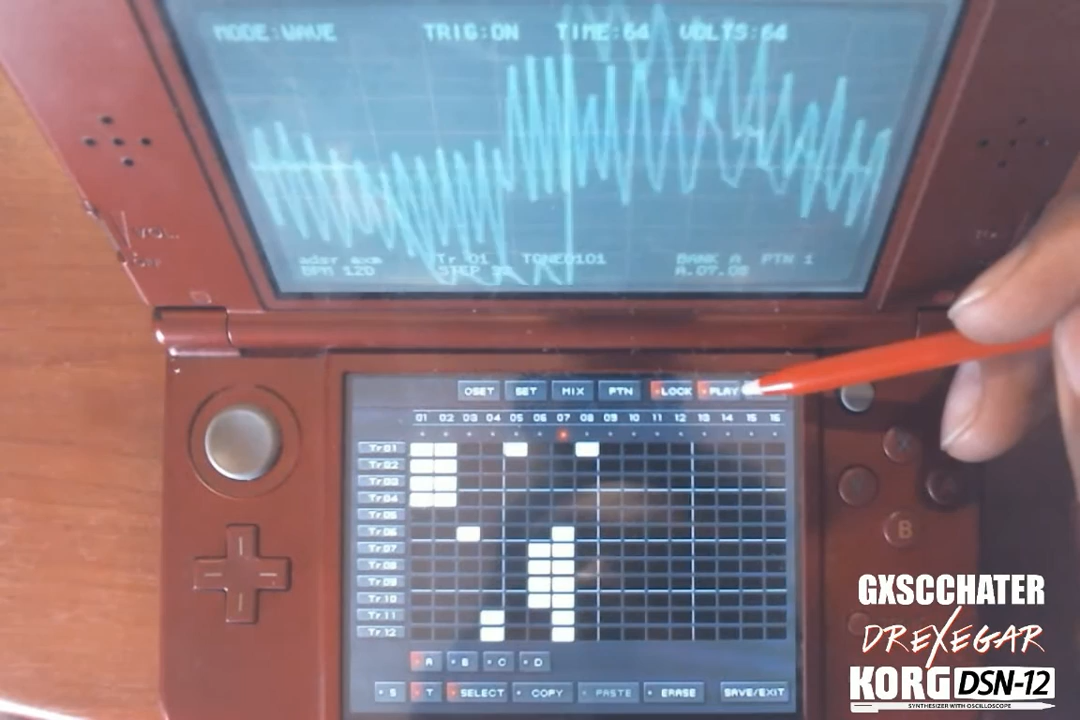 MODE:WAVE TRIG:ON TIME:64 VOLTS:64
adsr exm Tr 01 TONE0101 BANK A PTN 1
BPM 120 STEP A.07.08
VOL
OSET SET MIX PTN LOCK PLAY
01 02 03 04 05 06 07 08 09 10 11 12 13 14 15 16
Tr01
Tr02
Tr03
Tr04
Tr05
Tr06
Tr07
Tr08
Tr09
Tr10
Tr11
Tr12
A B C D
S T SELECT COPY PASTE ERASE SAVE/EXIT
X
B
GXSCCHATER
DREXEGAR
KORG DSN-12
SYNTHESIZER WITH OSCILLOSCOPE